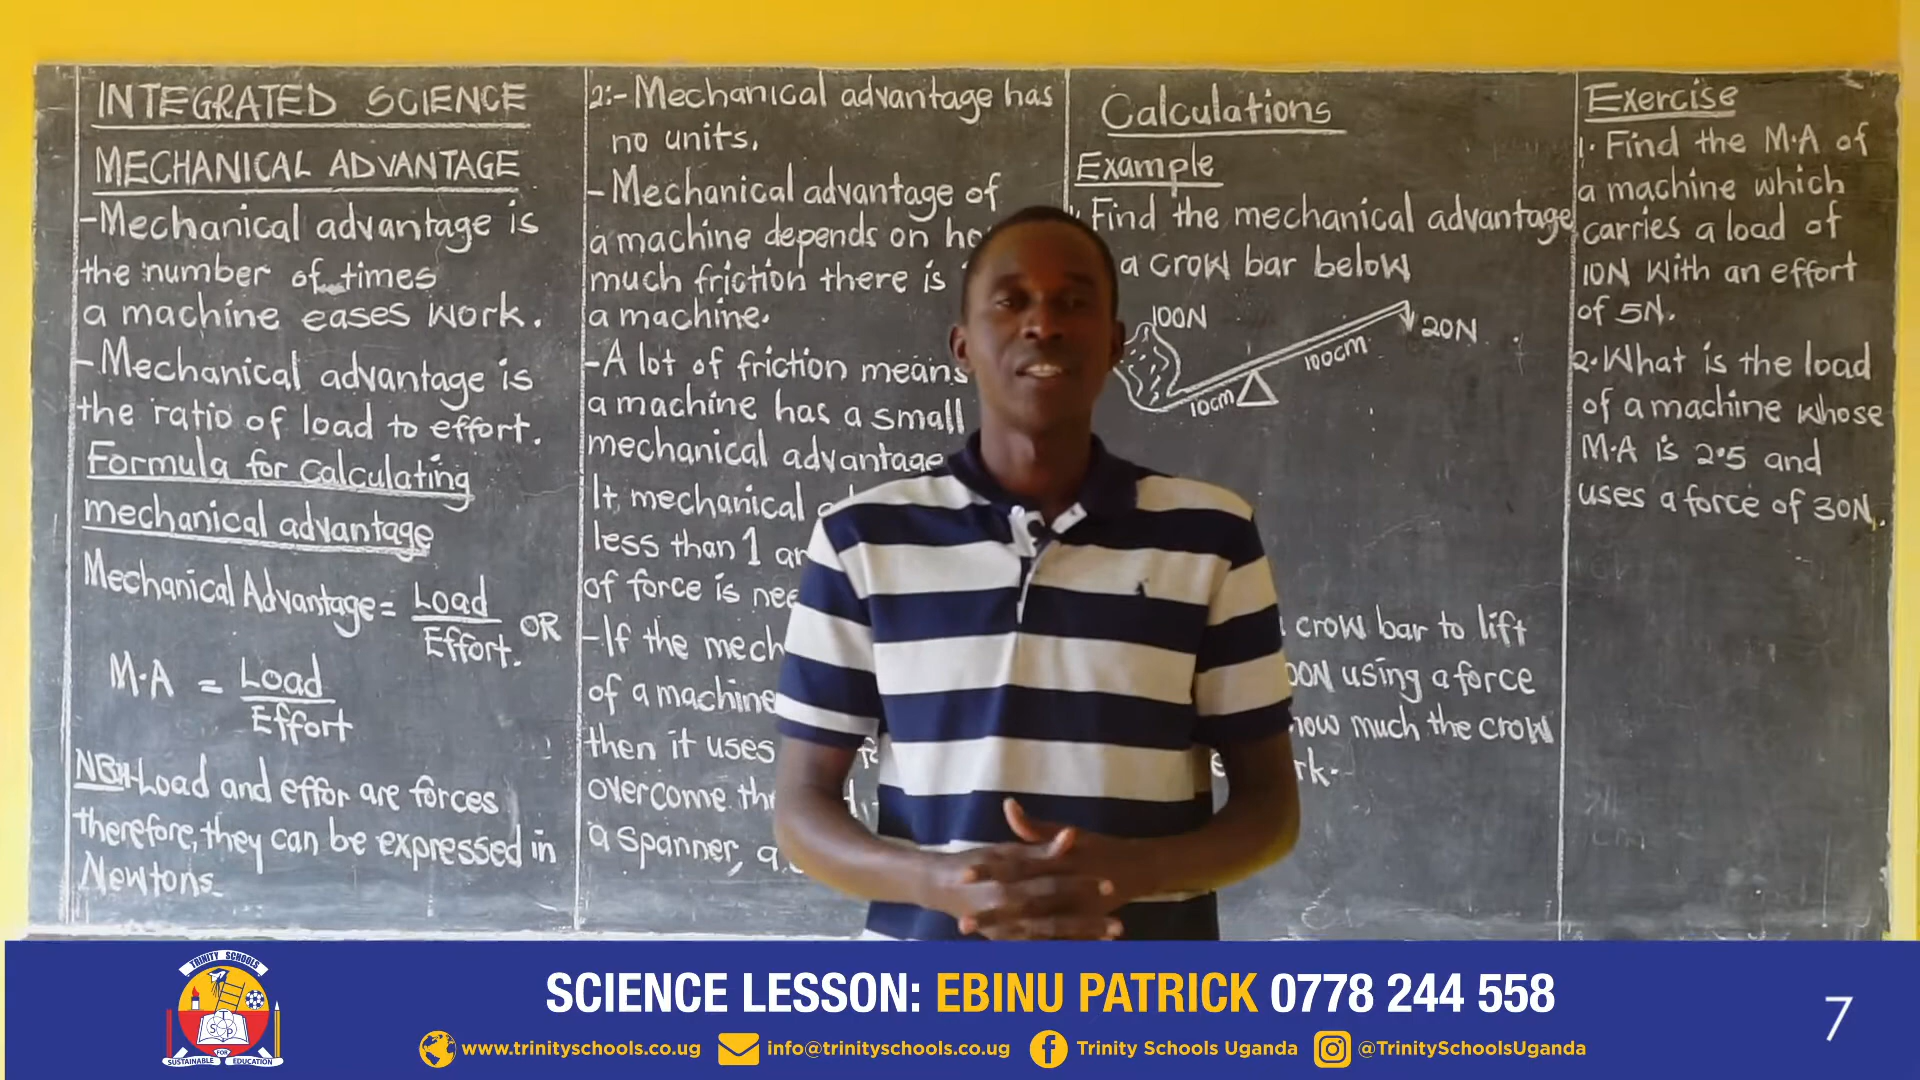 INTEGRATED SCIENCE
MECHANICAL ADVANTAGE
-Mechanical advantage is
the number of times
a machine eases work.
-Mechanical advantage is
the ratio of load to effort.
Formula for calculating
mechanical advantage
Mechanical Advantage = Load
Effort. OR
M.A = Load
Effort
NB:1-Load and effor are forces
therefore, they can be expressed in
Newtons.
2:- Mechanical advantage has
no units.
-Mechanical advantage of
a machine depends on
much friction there is
a machine.
-A lot of friction means
a machine has a small
mechanical advantage
It mechanical
less than 1
of force is
-If the
of a machine
then it uses
overcome
a spanner,
Calculations
Example
1. Find the mechanical advantage
a crow bar below
100N
20N
100cm
10cm
crow bar to lift
using a force
how much the crow
Exercise
1. Find the M.A of
a machine which
carries a load of
10N with an effort
of 5N.
2. What is the load
of a machine whose
M.A is 2.5 and
uses a force of 30N.
TRINITY SCHOOLS
STP
SUSTAINABLE FOR EDUCATION
SCIENCE LESSON: EBINU PATRICK 0778 244 558
www.trinityschools.co.ug info@trinityschools.co.ug Trinity Schools Uganda @TrinitySchoolsUganda
7